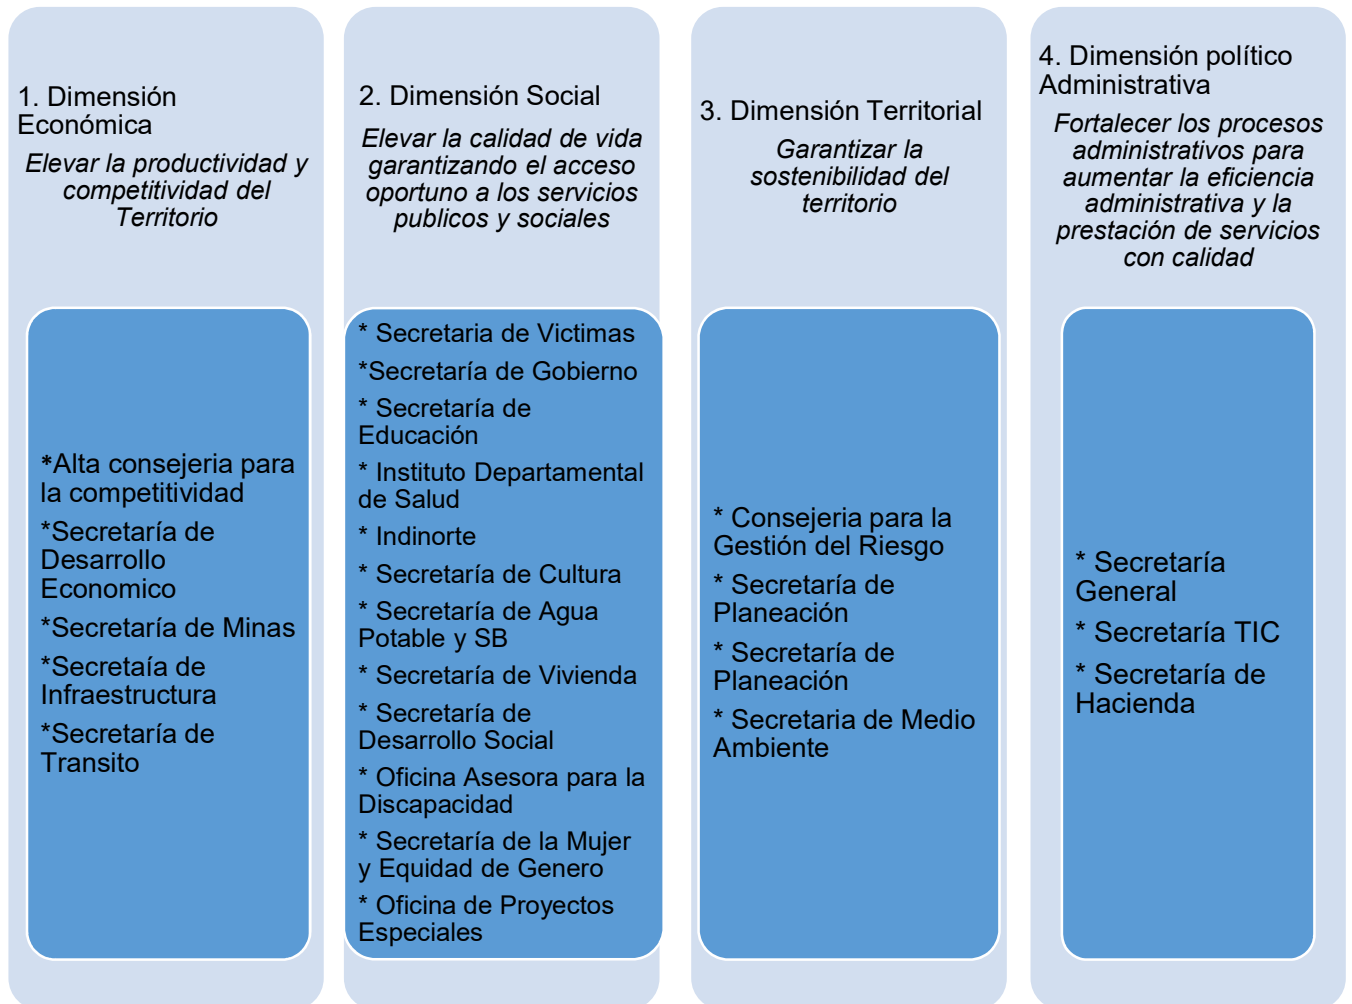 1. Dimensión
Económica
Elevar la productividad y
competitividad del
Territorio
*Alta consejeria para
la competitividad
*Secretaría de
Desarrollo
Economico
*Secretaría de Minas
*Secretaía de
Infraestructura
*Secretaría de
Transito
2. Dimensión Social
Elevar la calidad de vida
garantizando el acceso
oportuno a los servicios
publicos y sociales
* Secretaria de Victimas
*Secretaría de Gobierno
* Secretaría de
Educación
* Instituto Departamental
de Salud
* Indinorte
* Secretaría de Cultura
* Secretaría de Agua
Potable y SB
* Secretaría de Vivienda
* Secretaría de
Desarrollo Social
* Oficina Asesora para la
Discapacidad
* Secretaría de la Mujer
y Equidad de Genero
* Oficina de Proyectos
Especiales
3. Dimensión Territorial
Garantizar la
sostenibilidad del
territorio
* Consejeria para la
Gestión del Riesgo
* Secretaría de
Planeación
* Secretaría de
Planeación
* Secretaria de Medio
Ambiente
4. Dimensión político
Administrativa
Fortalecer los procesos
administrativos para
aumentar la eficiencia
administrativa y la
prestación de servicios
con calidad
* Secretaría
General
* Secretaría TIC
* Secretaría de
Hacienda